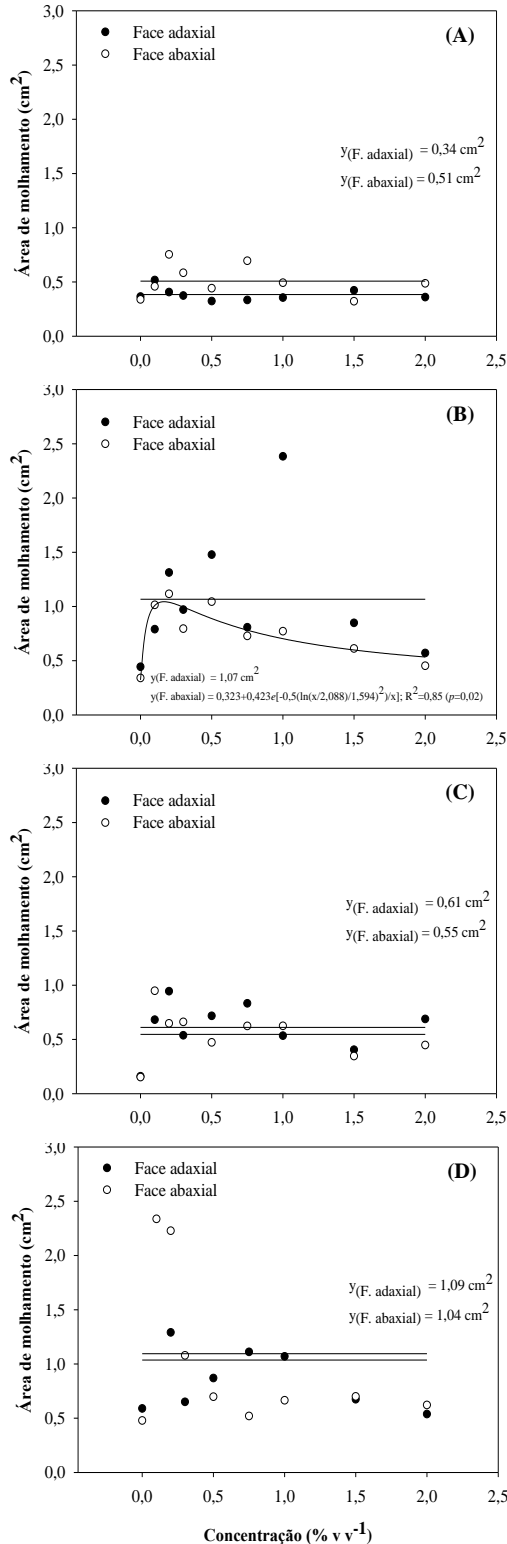 3,0
Face adaxial
(A)
Face abaxial
2,5
2,0
y(F. adaxial) = 0,34 cm2
1,5
y(F. abaxial) = 0,51 cm2
1,0
0,5
0,0
Área de molhamento (cm2)
0,0 0,5 1,0 1,5 2,0 2,5
3,0
Face adaxial
(B)
Face abaxial
2,5
2,0
1,5
1,0
0,5
y(F. adaxial) = 1,07 cm2
y(F. abaxial) = 0,323+0,423e[-0,5(ln(x/2,088)/1,594)2)/x]; R2=0,85 (p=0,02)
0,0
Área de molhamento (cm2)
0,0 0,5 1,0 1,5 2,0 2,5
3,0
Face adaxial
(C)
Face abaxial
2,5
2,0
y(F. adaxial) = 0,61 cm2
1,5
y(F. abaxial) = 0,55 cm2
1,0
0,5
0,0
Área de molhamento (cm2)
0,0 0,5 1,0 1,5 2,0 2,5
3,0
Face adaxial
(D)
Face abaxial
2,5
2,0
y(F. adaxial) = 1,09 cm2
1,5
y(F. abaxial) = 1,04 cm2
1,0
0,5
0,0
Área de molhamento (cm2)
0,0 0,5 1,0 1,5 2,0 2,5
Concentração (% v v-1)